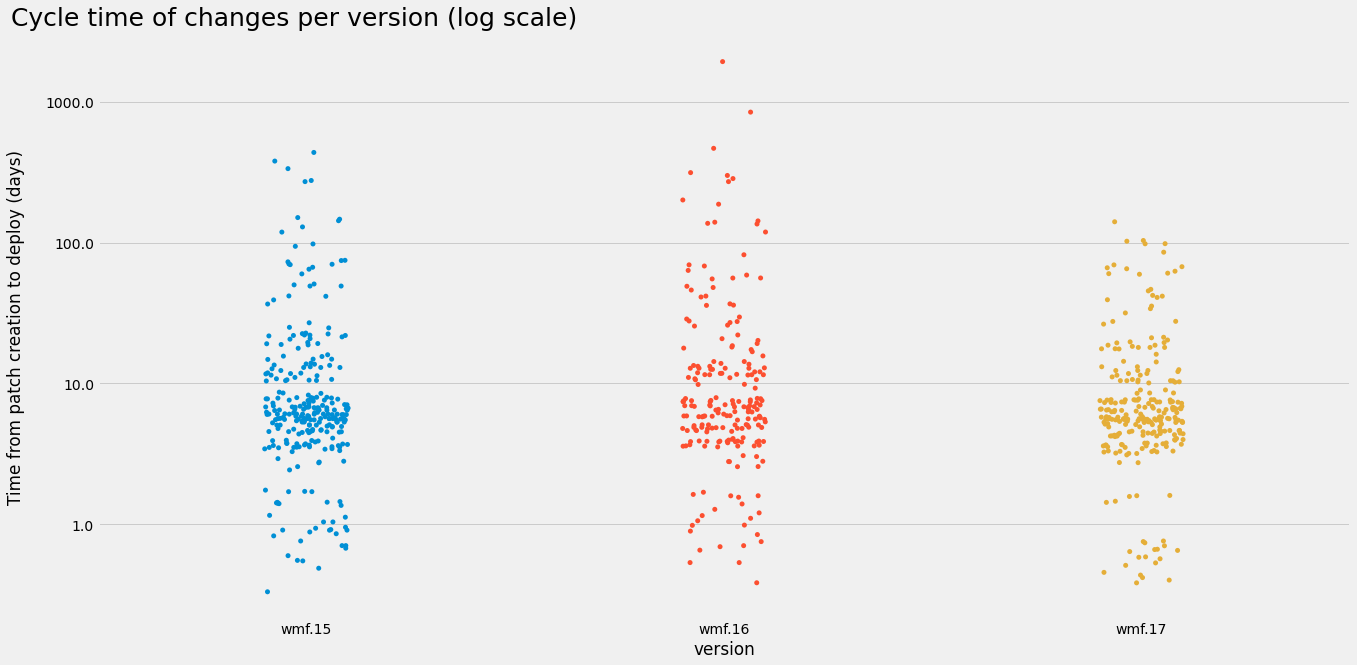 Cycle time of changes per version (log scale)
Time from patch creation to deploy (days)
1000.0
100.0
10.0
1.0
wmf.15
wmf.16
wmf.17
version